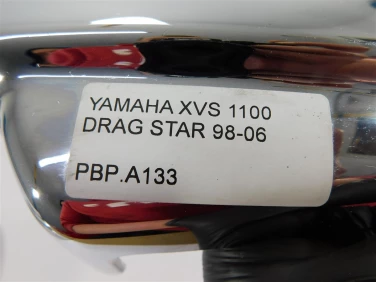 YAMAHA XVS 1100
DRAG STAR 98-06
PBP.A133